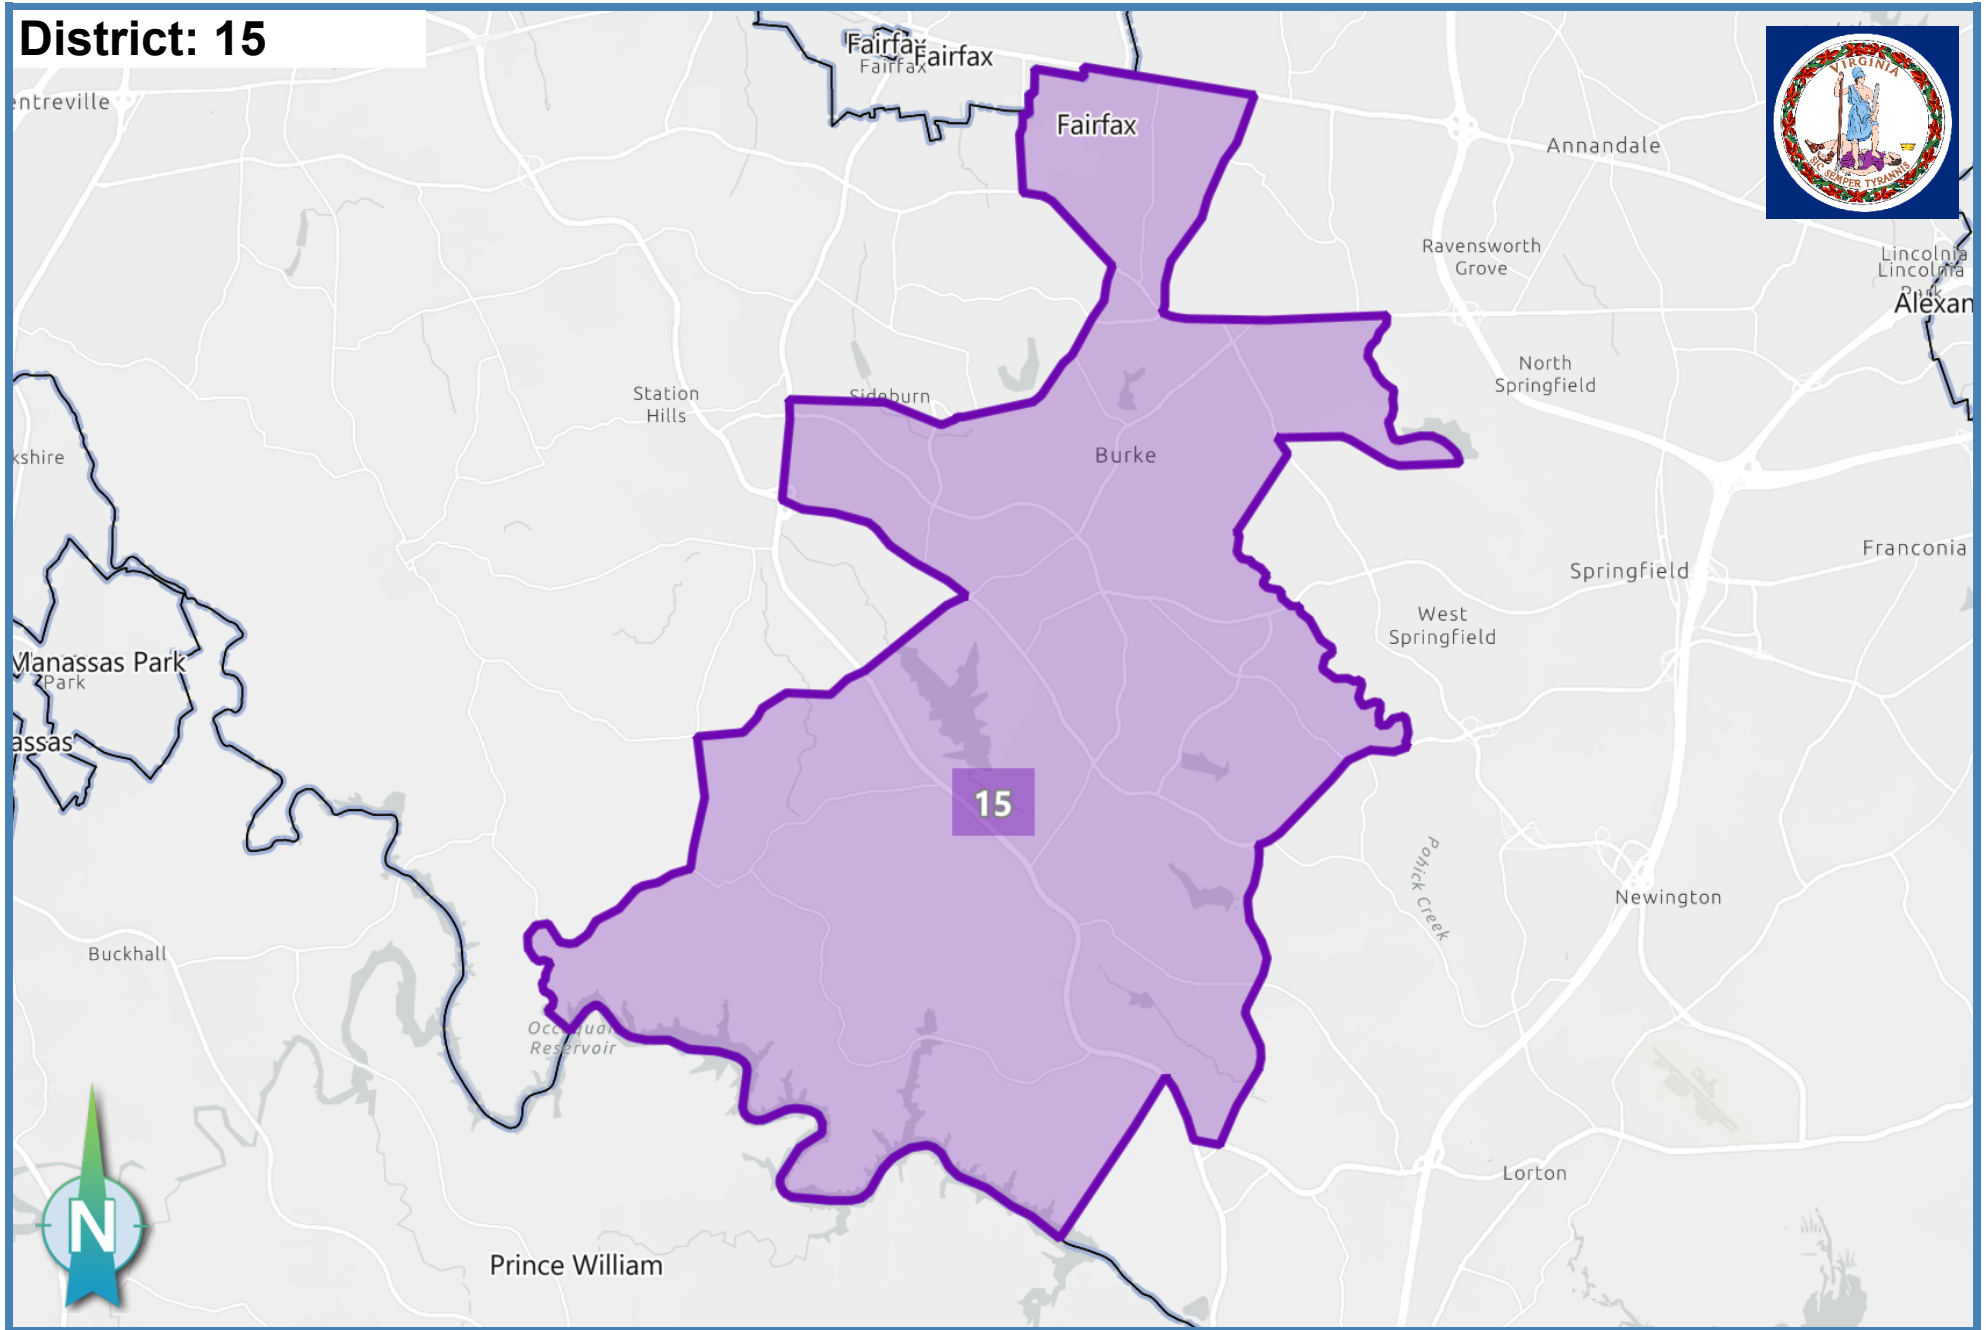 District: 15
Fairfax
Fairfax
Fairfax
VIRGINIA
SIC SEMPER TYRANNIS
entreville
Fairfax
Annandale
Ravensworth
Grove
Lincolnia
Lincolnia
Park
Alexan
North
Springfield
Station
Hills
Sideburn
kshire
Burke
Franconia
Springfield
West
Springfield
Manassas Park
Park
assas
15
Pohick Creek
Newington
Buckhall
Occoquan
Reservoir
Lorton
N
Prince William